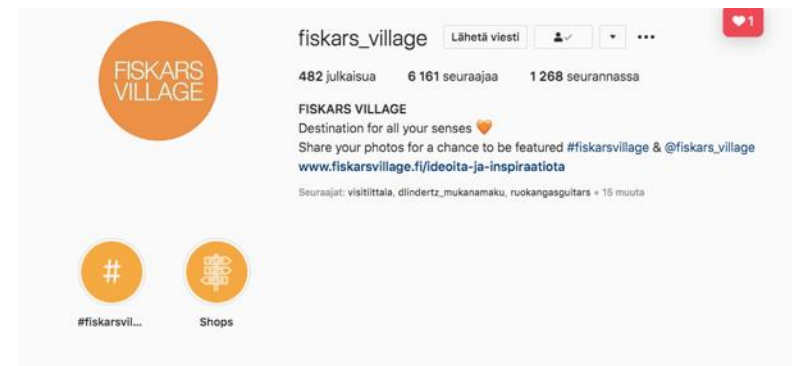 FISKARS
VILLAGE
fiskars_village Lähetä viesti
1
482 julkaisua 6 161 seuraajaa 1 268 seurannassa
FISKARS VILLAGE
Destination for all your senses 🧡
Share your photos for a chance to be featured #fiskarsvillage & @fiskars_village
www.fiskarsvillage.fi/ideoita-ja-inspiraatiota
Seuraajat: visitiittala, dlindertz_mukanamaku, ruokangasguitars + 15 muuta
#
#fiskarsvil... Shops